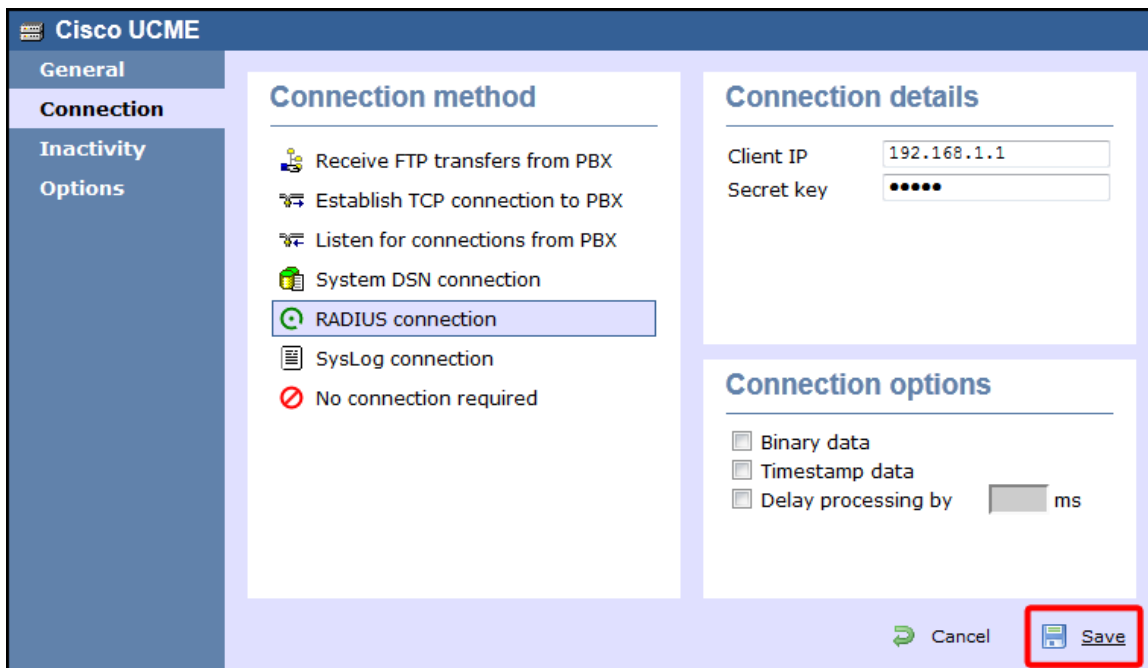 Cisco UCME
General
Connection
Inactivity
Options
Connection method
Receive FTP transfers from PBX
Establish TCP connection to PBX
Listen for connections from PBX
System DSN connection
RADIUS connection
SysLog connection
No connection required
Connection details
Client IP 192.168.1.1
Secret key •••••
Connection options
Binary data
Timestamp data
Delay processing by ms
Cancel Save